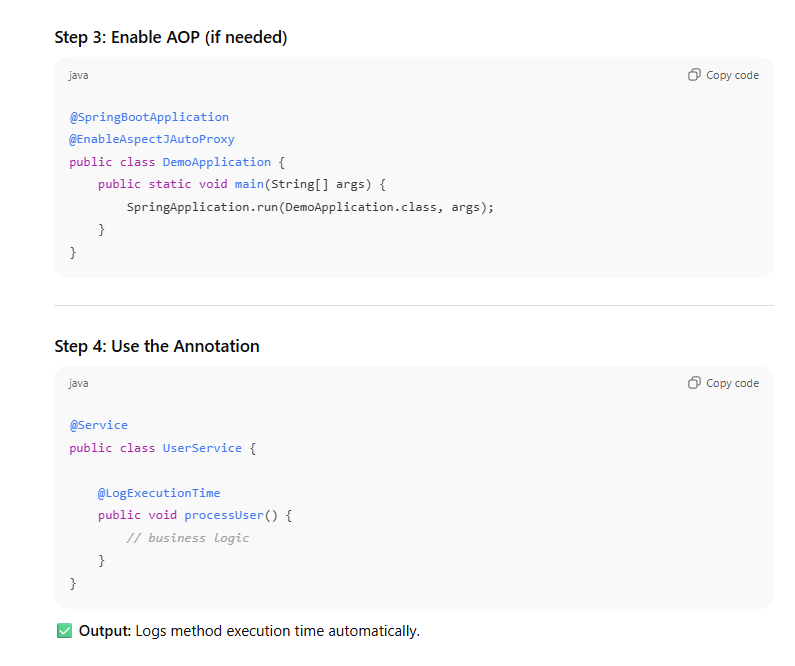 Step 3: Enable AOP (if needed)
java
Copy code
@SpringBootApplication
@EnableAspectJAutoProxy
public class DemoApplication {
    public static void main(String[] args) {
        SpringApplication.run(DemoApplication.class, args);
    }
}
Step 4: Use the Annotation
java
Copy code
@Service
public class UserService {
    @LogExecutionTime
    public void processUser() {
        // business logic
    }
}
✅ Output: Logs method execution time automatically.